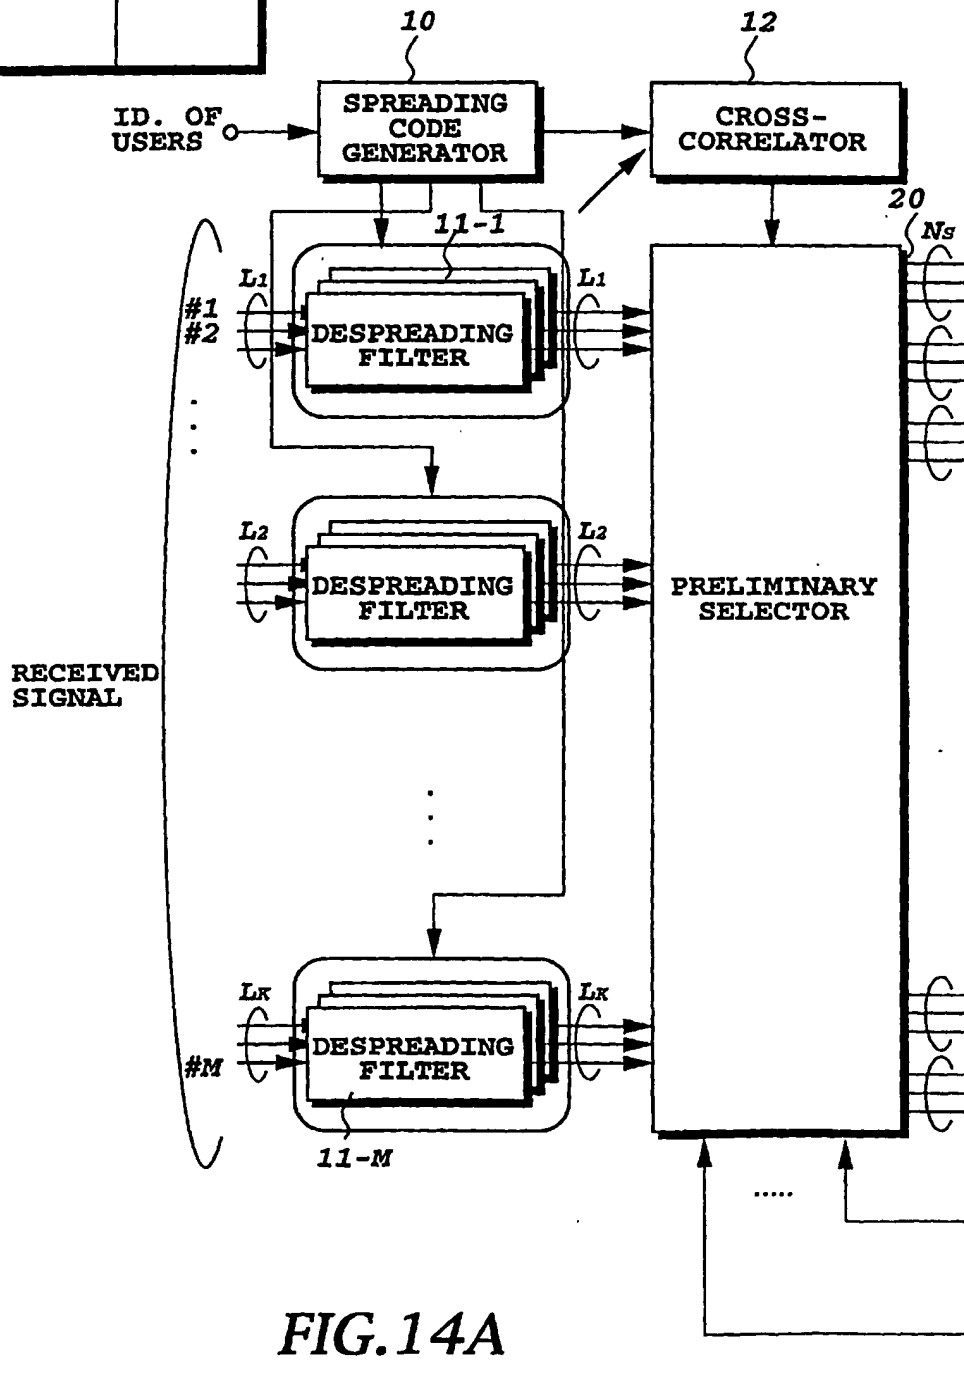 10
12
ID. OF
USERS
SPREADING
CODE
GENERATOR
CROSS-
CORRELATOR
20
11-1
NS
L1
L1
#1
#2
DESPREADING
FILTER
L2
L2
DESPREADING
FILTER
PRELIMINARY
SELECTOR
RECEIVED
SIGNAL
LK
LK
#M
DESPREADING
FILTER
11-M
FIG.14A